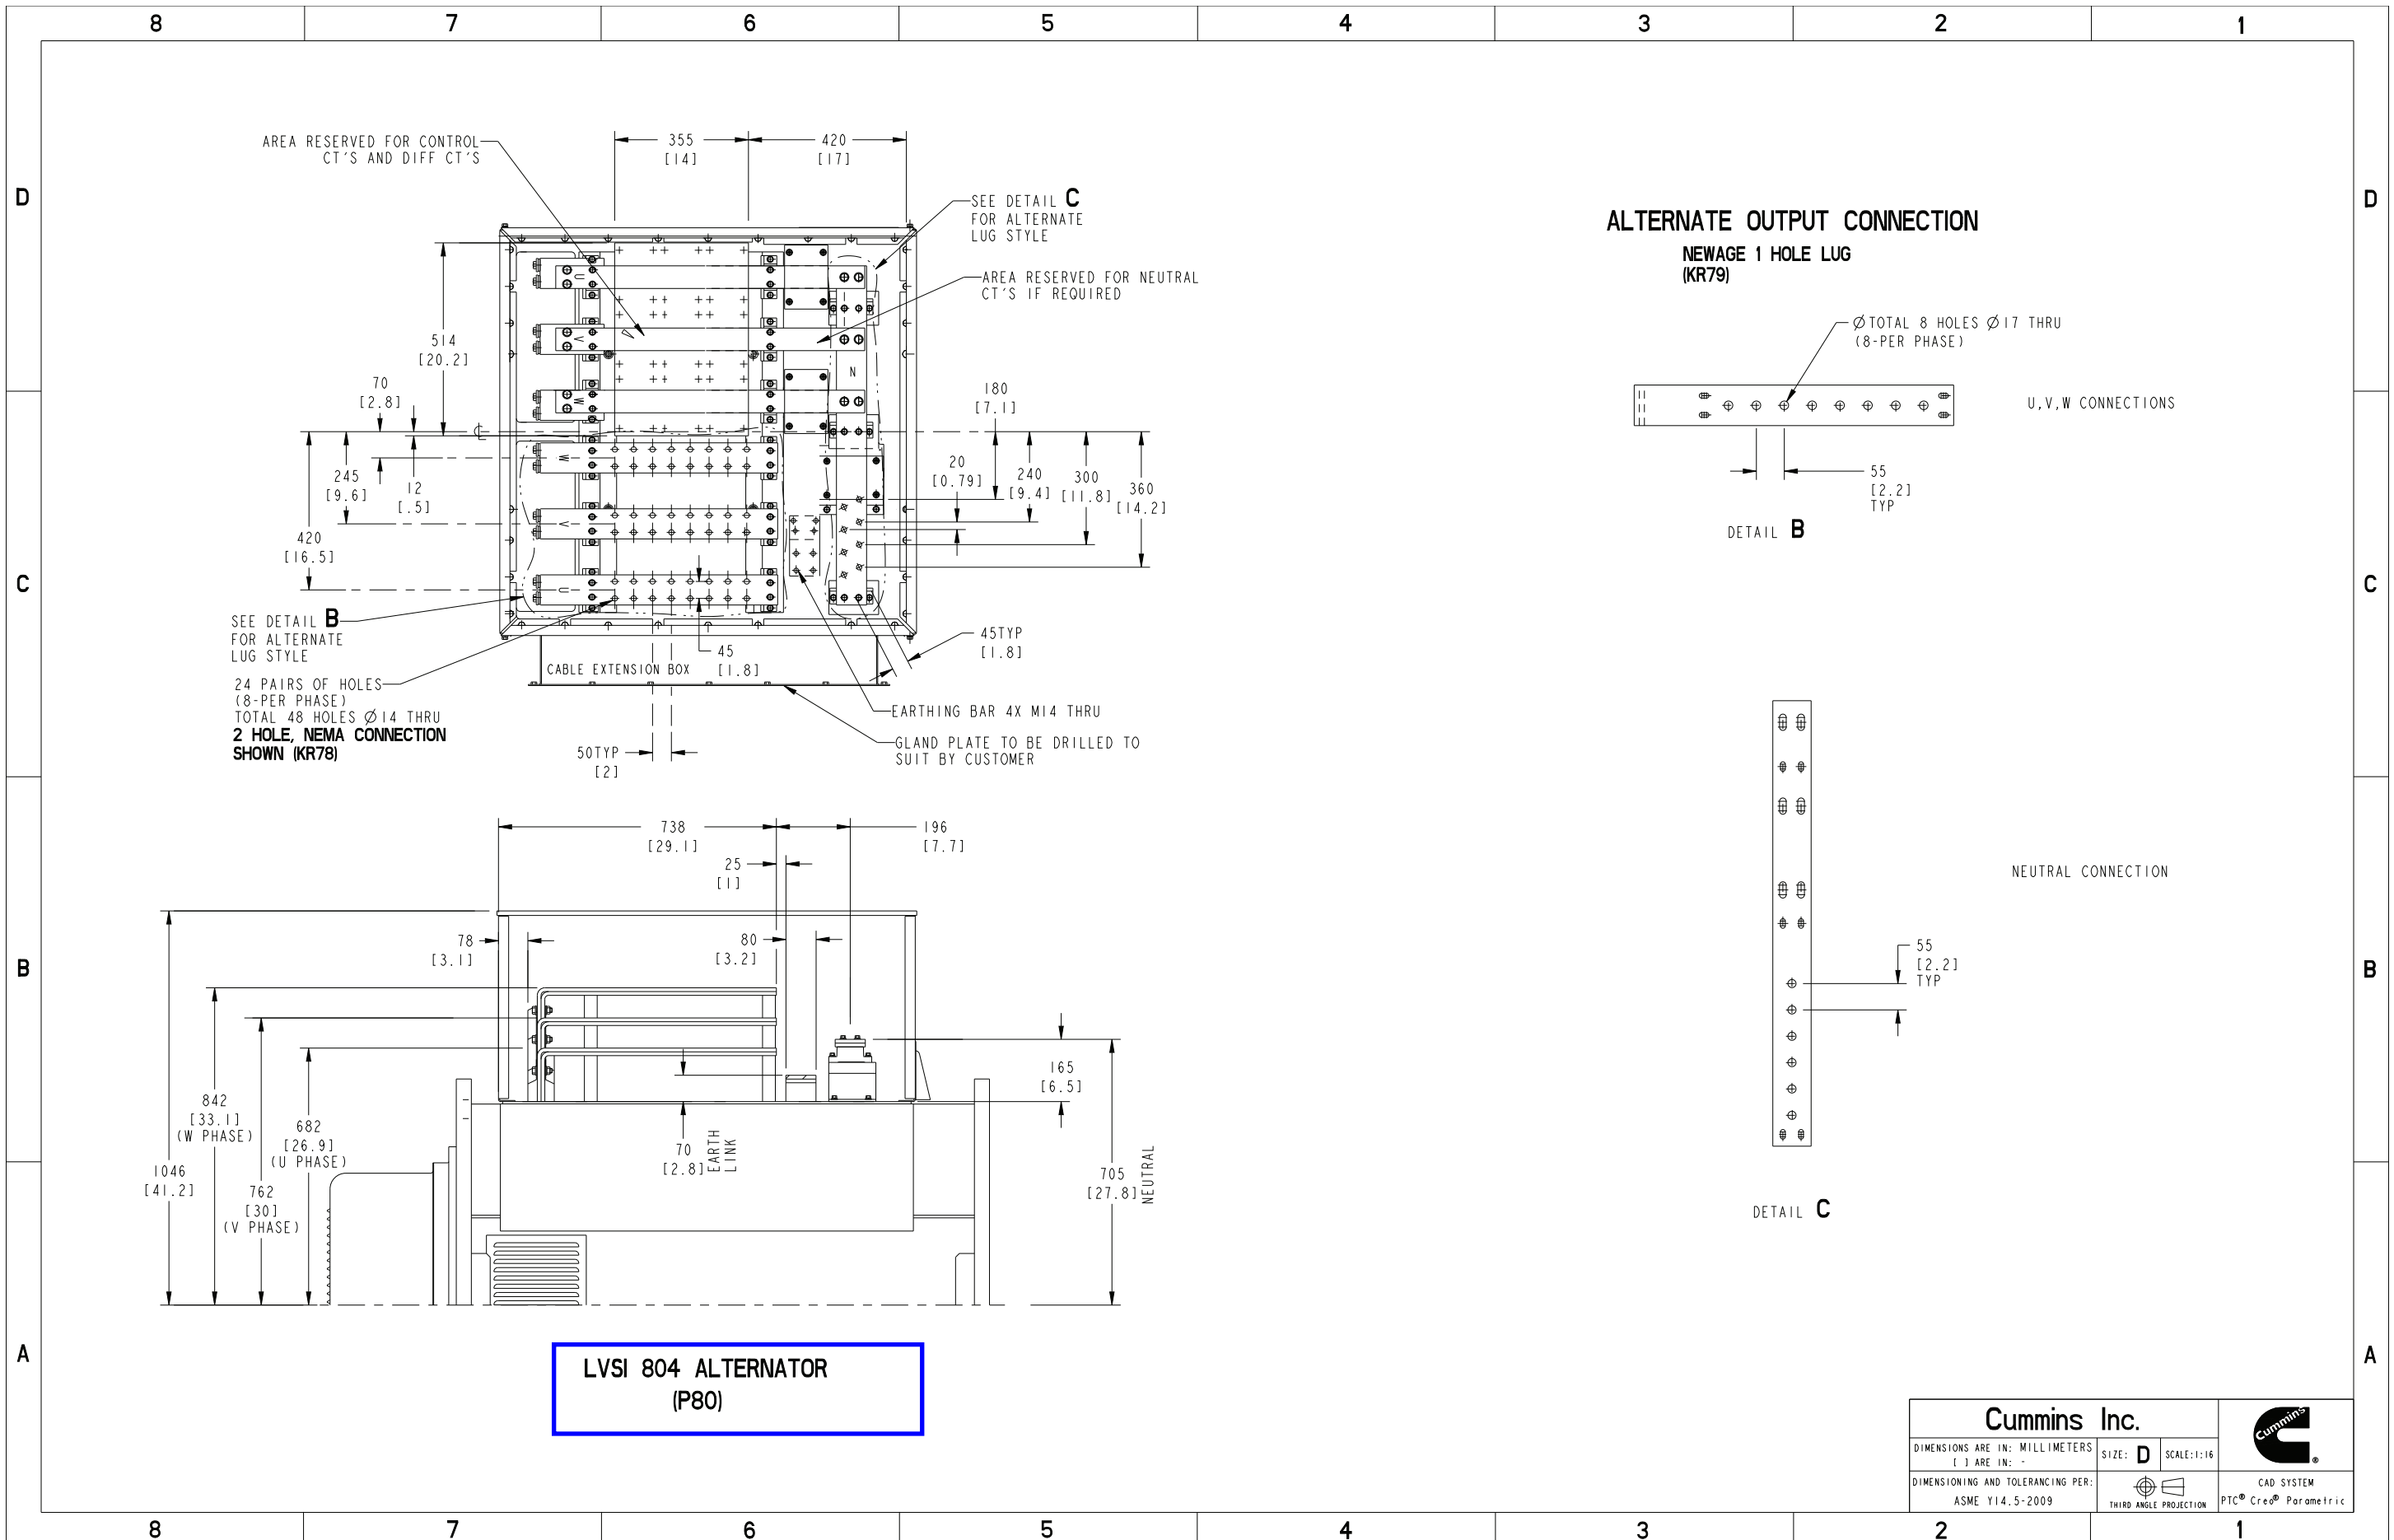 8 7 6 5 4 3 2 1
D D
C C
B B
A A
AREA RESERVED FOR CONTROL
CT'S AND DIFF CT'S
355
[14]
420
[17]
SEE DETAIL C
FOR ALTERNATE
LUG STYLE
AREA RESERVED FOR NEUTRAL
CT'S IF REQUIRED
514
[20.2]
70
[2.8]
245
[9.6]
12
[.5]
420
[16.5]
U
V
W
N
W
V
U
180
[7.1]
20
[0.79]
240
[9.4]
300
[11.8]
360
[14.2]
SEE DETAIL B
FOR ALTERNATE
LUG STYLE
24 PAIRS OF HOLES
(8-PER PHASE)
TOTAL 48 HOLES Ø14 THRU
2 HOLE, NEMA CONNECTION
SHOWN (KR78)
CABLE EXTENSION BOX
45
[1.8]
45TYP
[1.8]
50TYP
[2]
EARTHING BAR 4X M14 THRU
GLAND PLATE TO BE DRILLED TO
SUIT BY CUSTOMER
ALTERNATE OUTPUT CONNECTION
NEWAGE 1 HOLE LUG
(KR79)
Ø TOTAL 8 HOLES Ø17 THRU
(8-PER PHASE)
U,V,W CONNECTIONS
55
[2.2]
TYP
DETAIL B
NEUTRAL CONNECTION
55
[2.2]
TYP
DETAIL C
738
[29.1]
196
[7.7]
25
[1]
78
[3.1]
80
[3.2]
165
[6.5]
842
[33.1]
(W PHASE)
682
[26.9]
(U PHASE)
1046
[41.2]
762
[30]
(V PHASE)
70
[2.8]
EARTH
LINK
705
[27.8]
NEUTRAL
LVSI 804 ALTERNATOR
(P80)
Cummins Inc.
DIMENSIONS ARE IN: MILLIMETERS
[ ] ARE IN: -
SIZE: D
SCALE:1:16
DIMENSIONING AND TOLERANCING PER:
ASME Y14.5-2009
THIRD ANGLE PROJECTION
Cummins ®
CAD SYSTEM
PTC® Creo® Parametric
8 7 6 5 4 3 2 1